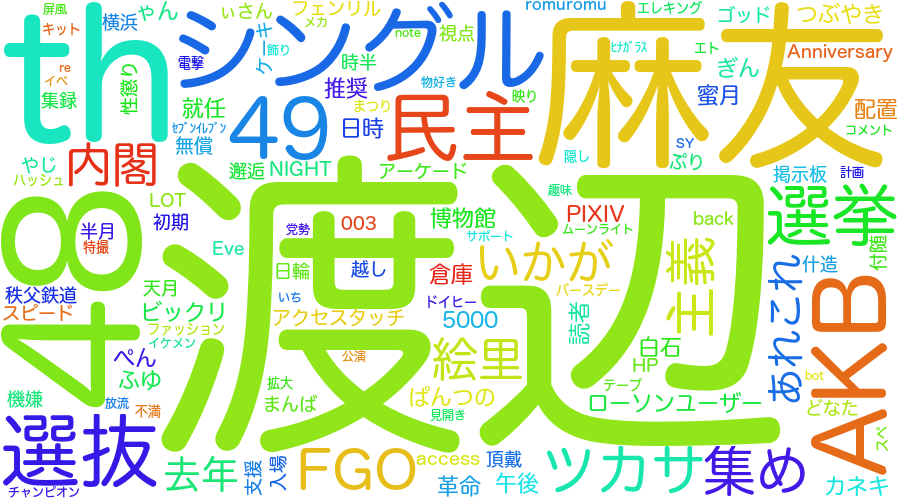 屏風
ゃん
ぃさん
フェンリル
romuromu
エレキング
ゴッド
つぶやき
キット
横浜
メカ
note
視点
ﾋﾅｶﾞﾗｽ
エト
Anniversary
th
電撃
ケーキ
飾り
時半
シングル
麻友
re
イベ
推奨
物好き
ぎん
集録
性懲り
就任
49
まつり
日時
民主
映り
蜜月
配置
ｾﾌﾞﾝｲﾚﾌﾞﾝ
無償
SY
コメント
やじ
内閣
邂逅
NIGHT
アーケード
隠し
ぷり
掲示板
計画
ハッシュ
LOT
趣味
48
半月
初期
党勢
003
博物館
PIXIV
back
選挙
特撮
Eve
サポート
ムーンライト
いかが
主義
付随
渡辺
日輪
越し
倉庫
什造
秩父鉄道
天月
いち
ドイヒー
バースデー
あれこれ
AKB
スピード
ビックリ
アクセスタッチ
5000
読者
ファッション
イケメン
絵里
白石
HP
ぺん
ふゆ
公演
拡大
テープ
bot
機嫌
放流
不満
まんば
ぱんつの
見開き
ローソンユーザー
どなた
選抜
去年
支援
入場
FGO
access
頂戴
ツカサ
集め
スペ
チャンピオン
革命
午後
カネキ